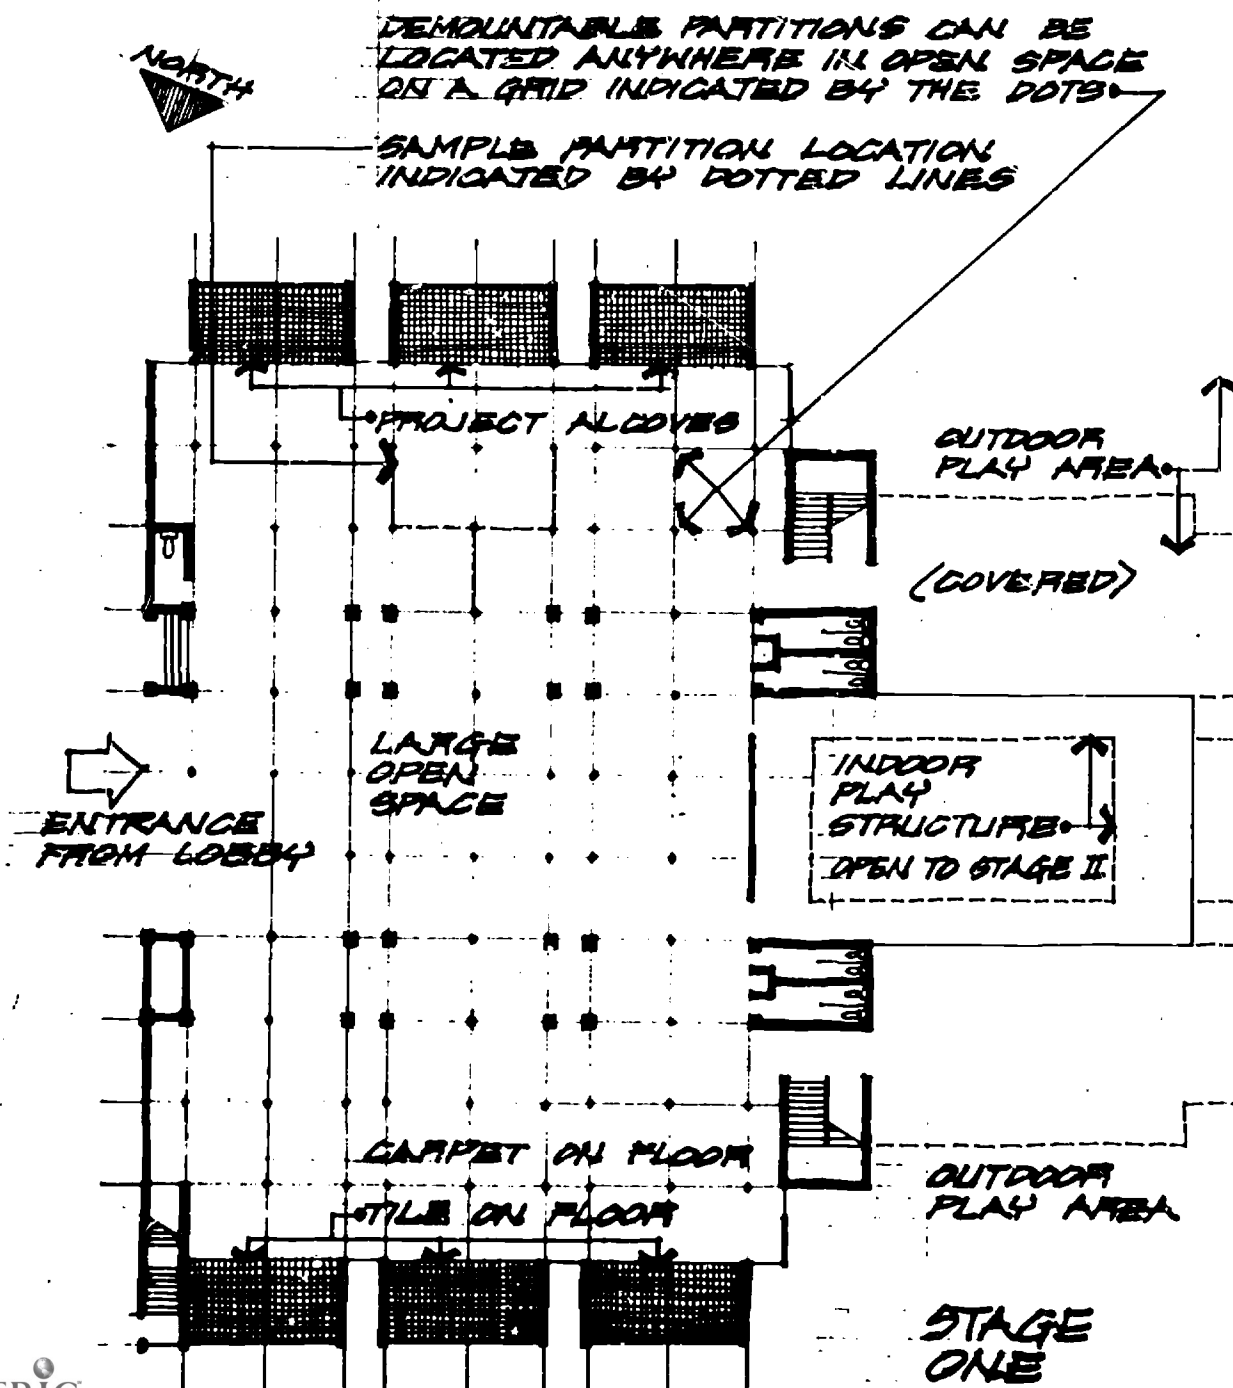 DEMOUNTABLE PARTITIONS CAN BE
LOCATED ANYWHERE IN OPEN SPACE
ON A GRID INDICATED BY THE DOTS
NORTH
SAMPLE PARTITION LOCATION
INDICATED BY DOTTED LINES
PROJECT ALCOVES
OUTDOOR
PLAY AREA
(COVERED)
LARGE
OPEN
SPACE
INDOOR
PLAY
STRUCTURE
OPEN TO STAGE II
ENTRANCE
FROM LOBBY
CARPET ON FLOOR
TILE ON FLOOR
OUTDOOR
PLAY AREA
STAGE
ONE
ERIC